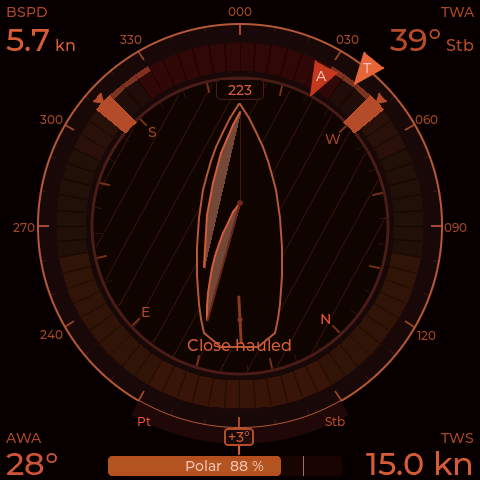 BSPD
5.7 kn
TWA
39° Stb
000
330
030
A
T
223
300
060
S
W
270
090
E
N
240
120
Close hauled
Pt
Stb
+3°
AWA
28°
Polar 88 %
TWS
15.0 kn